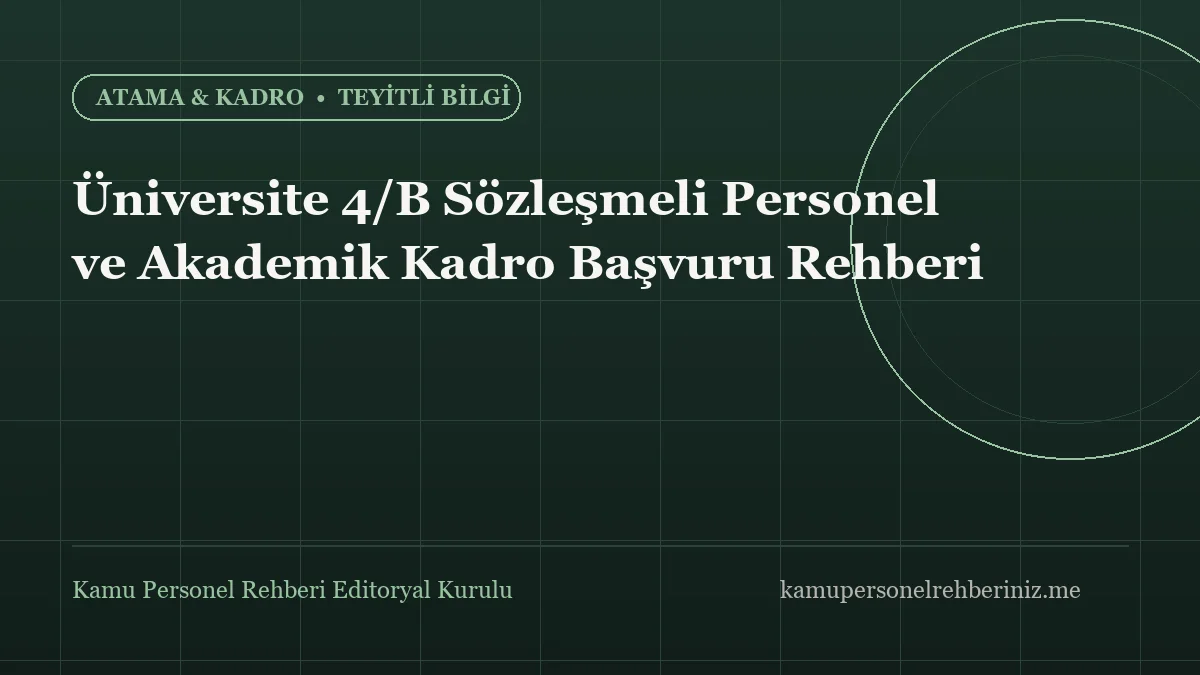 ATAMA & KADRO • TEYİTLİ BİLGİ
Üniversite 4/B Sözleşmeli Personel
ve Akademik Kadro Başvuru Rehberi
Kamu Personel Rehberi Editoryal Kurulu
kamupersonelrehberiniz.me